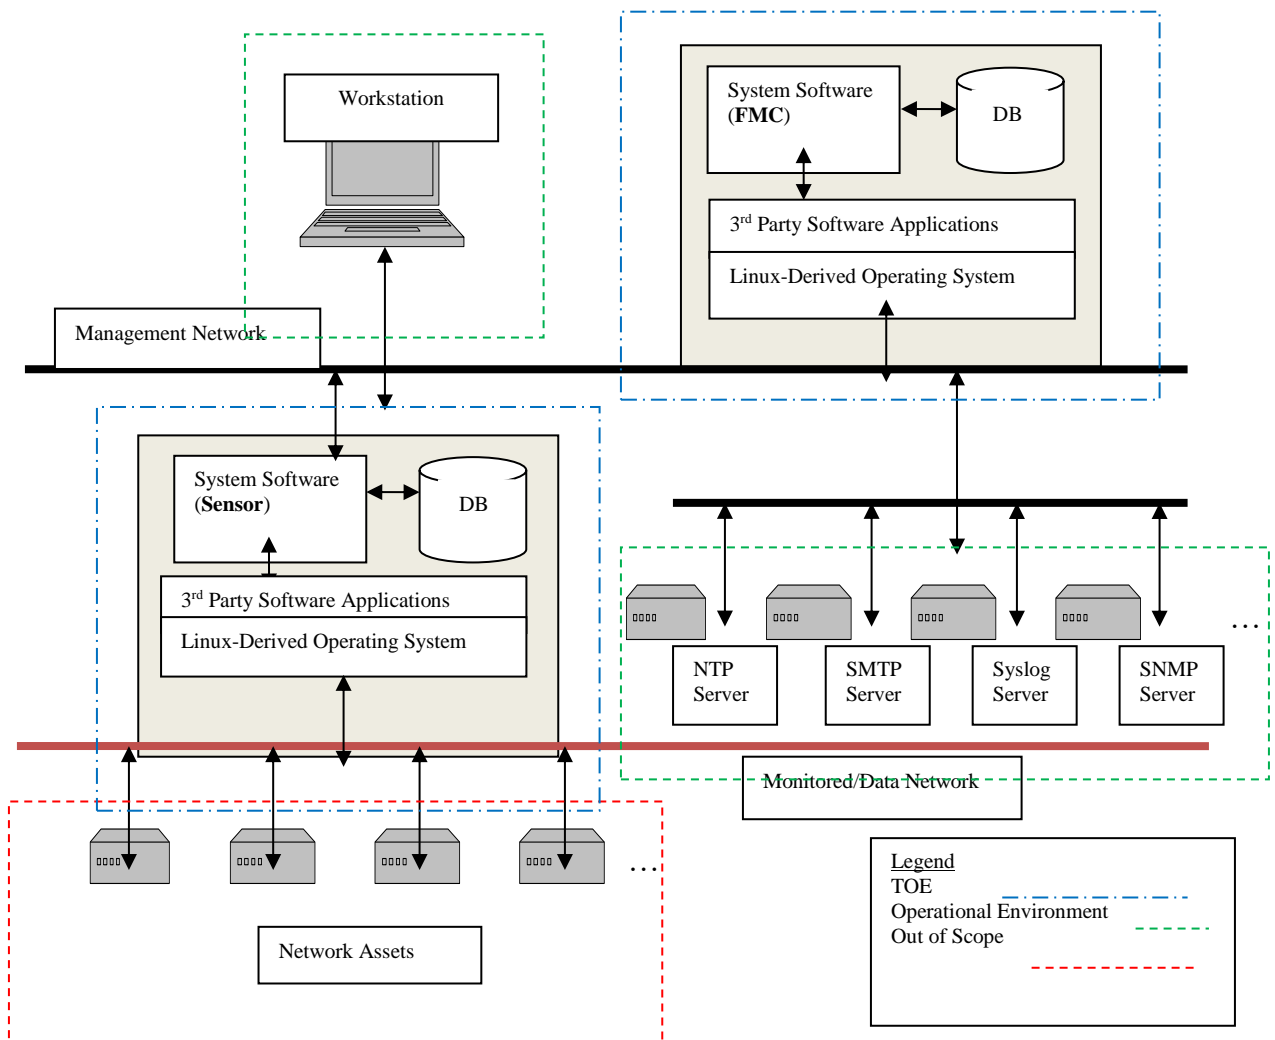 Workstation
System Software
(FMC)
DB
3rd Party Software Applications
Linux-Derived Operating System
Management Network
System Software
(Sensor)
DB
3rd Party Software Applications
Linux-Derived Operating System
...
NTP
Server
SMTP
Server
Syslog
Server
SNMP
Server
Monitored/Data Network
...
Network Assets
Legend
TOE
Operational Environment
Out of Scope